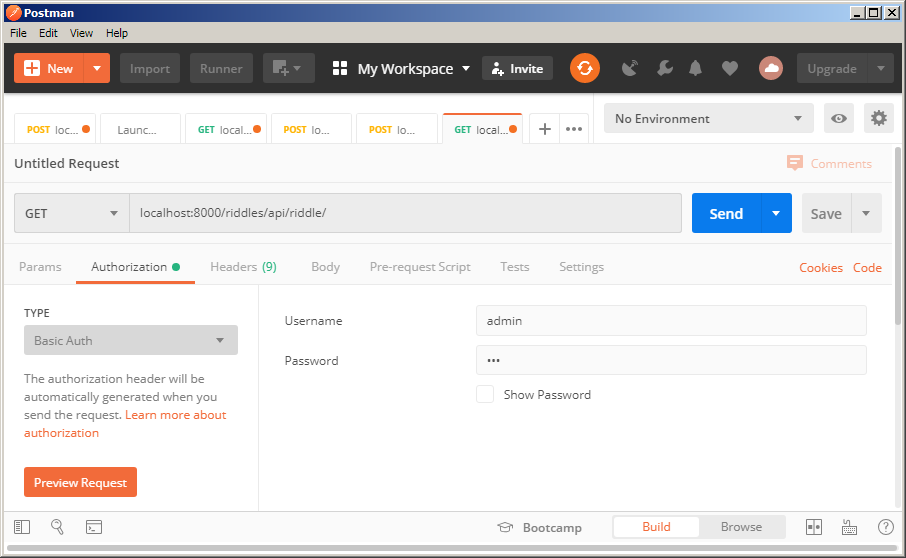 Postman
File Edit View Help
New Import Runner My Workspace Invite Upgrade
POST loc... Launc... GET local... POST lo... POST lo... GET local... + ••• No Environment
Untitled Request Comments
GET localhost:8000/riddles/api/riddle/ Send Save
Params Authorization Headers (9) Body Pre-request Script Tests Settings Cookies Code
TYPE
Basic Auth
The authorization header will be
automatically generated when you
send the request. Learn more about
authorization
Preview Request
Username admin
Password •••
Show Password
Bootcamp Build Browse ?